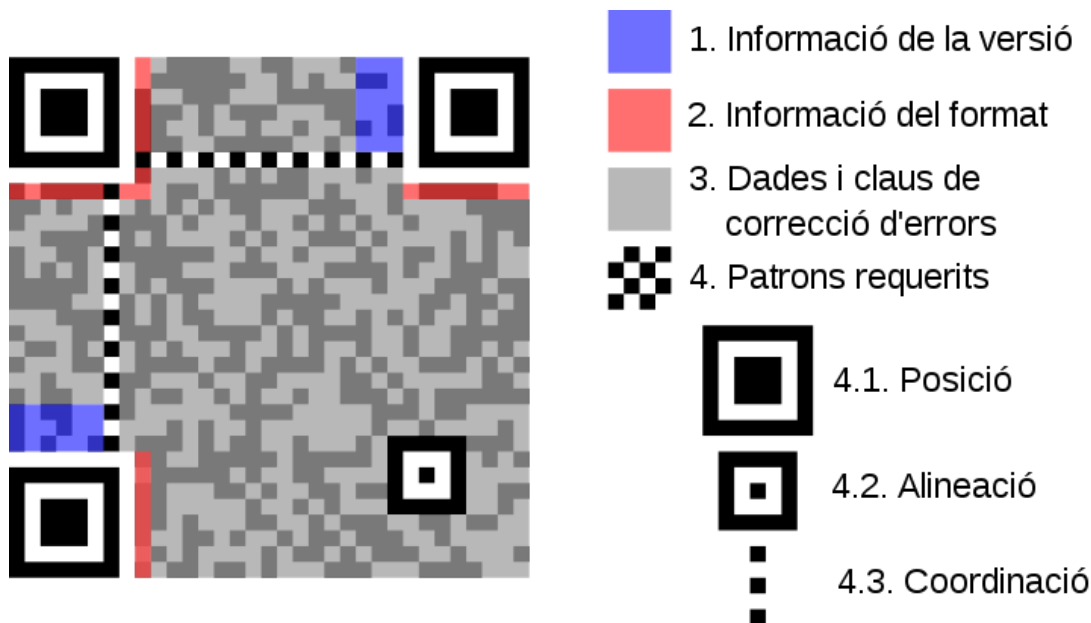 1. Informació de la versió
2. Informació del format
3. Dades i claus de
correcció d'errors
4. Patrons requerits
4.1. Posició
4.2. Alineació
4.3. Coordinació